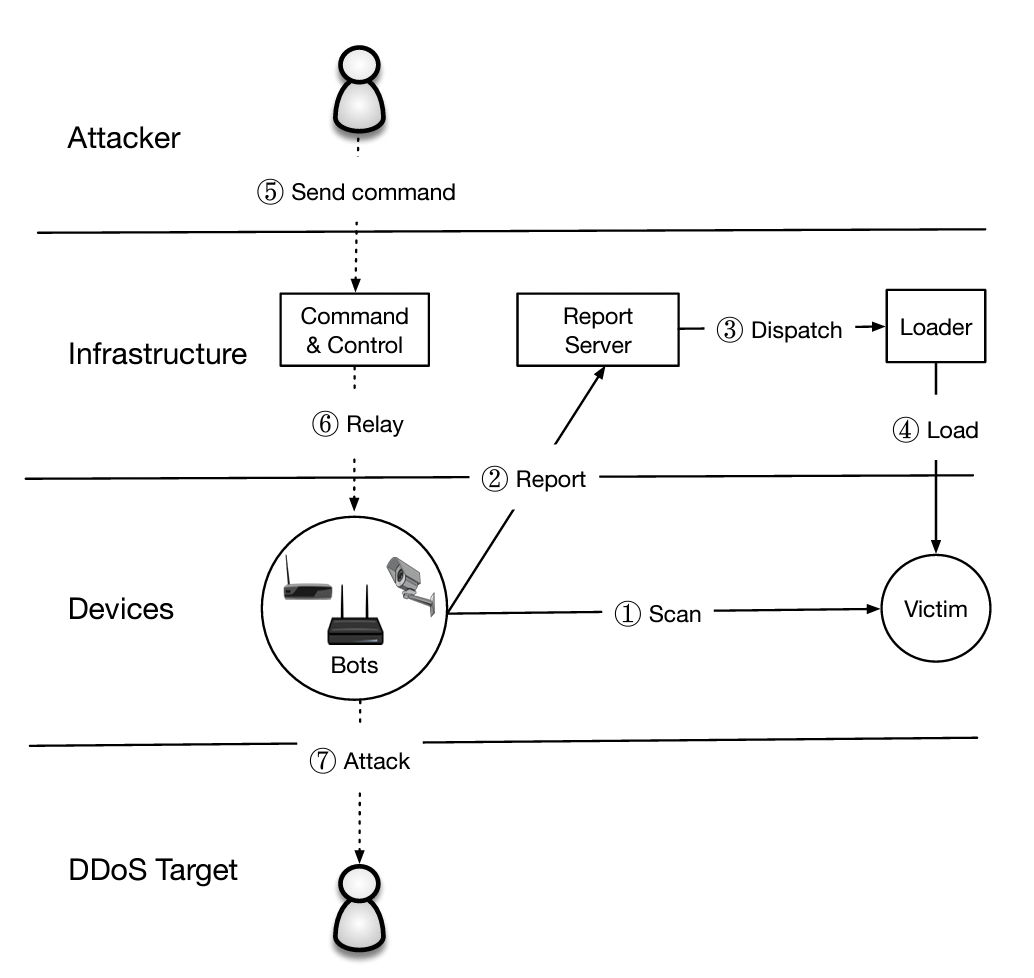 Attacker
⑤ Send command
Infrastructure
Command
& Control
Report
Server
③ Dispatch
Loader
⑥ Relay
④ Load
② Report
Devices
Bots
① Scan
Victim
⑦ Attack
DDoS Target